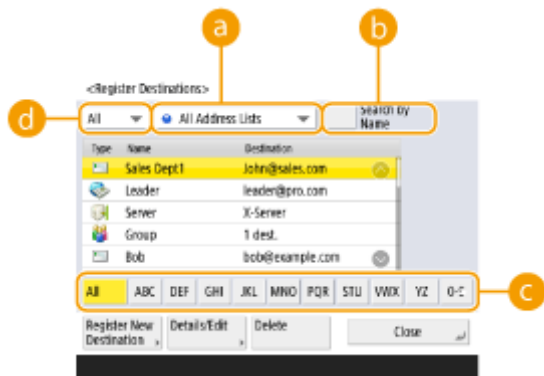 a
b
<Register Destinations>
d
All
All Address Lists
Search by
Name
Type Name Destination
Sales Dept1 John@sales.com
Leader leader@pro.com
Server X-Server
Group 1 dest.
Bob bob@example.com
All ABC DEF GHI JKL MNO PQR STU VWX YZ
c
Register New
Destination
Details/Edit
Delete
Close